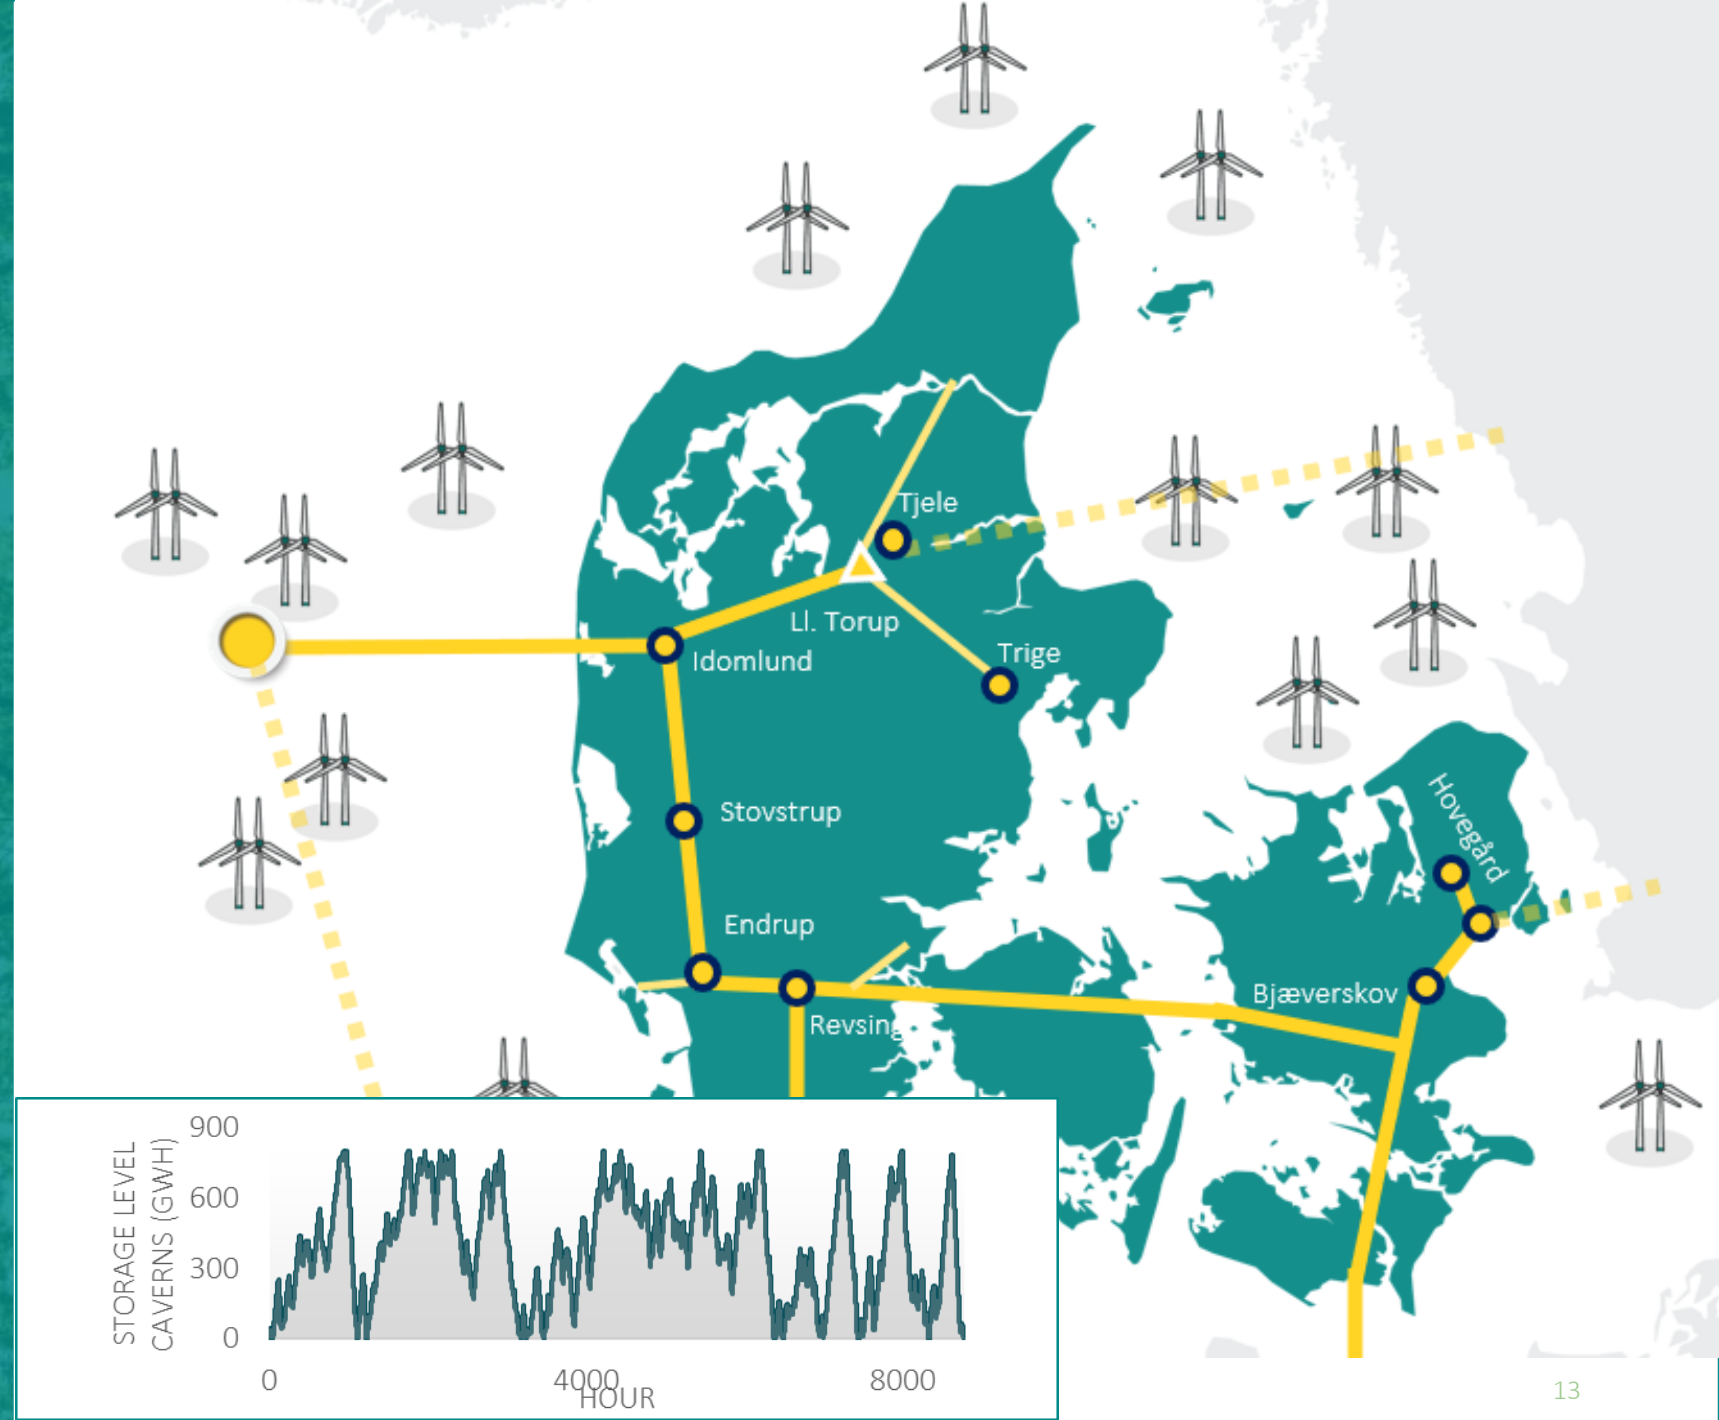 Tjele
Ll. Torup
Idomlund
Trige
Stovstrup
Hovegård
Endrup
Bjæverskov
Revsing
STORAGE LEVEL
CAVERNS (GWH)
900
600
300
0
0
4000
8000
HOUR
13